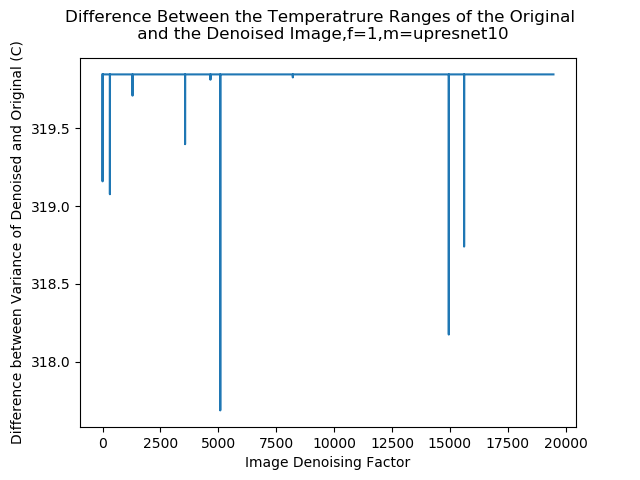 Difference Between the Temperatrure Ranges of the Original
and the Denoised Image,f=1,m=upresnet10
Difference between Variance of Denoised and Original (C)
319.5
319.0
318.5
318.0
0 2500 5000 7500 10000 12500 15000 17500 20000
Image Denoising Factor